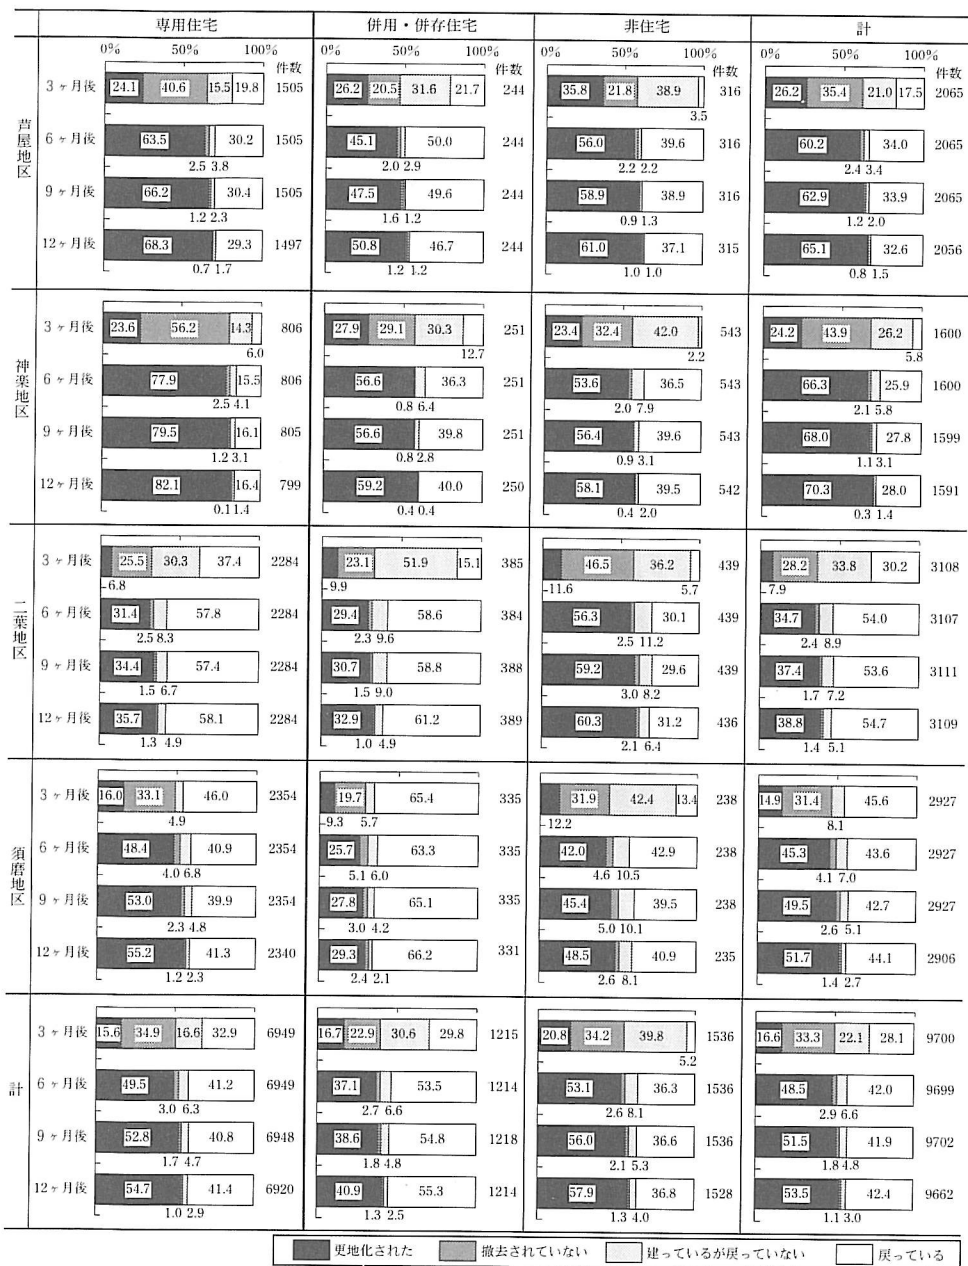 専用住宅 併用・併存住宅 非住宅 計
0% 50% 100% 0% 50% 100% 0% 50% 100% 0% 50% 100%
件数 件数 件数 件数
芦屋地区
3ヶ月後 24.1 40.6 15.5 19.8 1505 26.2 20.5 31.6 21.7 244 35.8 21.8 38.9 316 26.2 35.4 21.0 17.5 2065
3.5
6ヶ月後 63.5 30.2 1505 45.1 50.0 244 56.0 39.6 316 60.2 34.0 2065
2.5 3.8 2.0 2.9 2.2 2.2 2.4 3.4
9ヶ月後 66.2 30.4 1505 47.5 49.6 244 58.9 38.9 316 62.9 33.9 2065
1.2 2.3 1.6 1.2 0.9 1.3 1.2 2.0
12ヶ月後 68.3 29.3 1497 50.8 46.7 244 61.0 37.1 315 65.1 32.6 2056
0.7 1.7 1.2 1.2 1.0 1.0 0.8 1.5
神楽地区
3ヶ月後 23.6 56.2 14.3 806 27.9 29.1 30.3 251 23.4 32.4 42.0 543 24.2 43.9 26.2 1600
6.0 12.7 2.2 5.8
6ヶ月後 77.9 15.5 806 56.6 36.3 251 53.6 36.5 543 66.3 25.9 1600
2.5 4.1 0.8 6.4 2.0 7.9 2.1 5.8
9ヶ月後 79.5 16.1 805 56.6 39.8 251 56.4 39.6 543 68.0 27.8 1599
1.2 3.1 0.8 2.8 0.9 3.1 1.1 3.1
12ヶ月後 82.1 16.4 799 59.2 40.0 250 58.1 39.5 542 70.3 28.0 1591
0.1 1.4 0.4 0.4 0.4 2.0 0.3 1.4
二葉地区
3ヶ月後 25.5 30.3 37.4 2284 23.1 51.9 15.1 385 46.5 36.2 439 28.2 33.8 30.2 3108
6.8 9.9 11.6 5.7 7.9
6ヶ月後 31.4 57.8 2284 29.4 58.6 384 56.3 30.1 439 34.7 54.0 3107
2.5 8.3 2.3 9.6 2.5 11.2 2.4 8.9
9ヶ月後 34.4 57.4 2284 30.7 58.8 388 59.2 29.6 439 37.4 53.6 3111
1.5 6.7 1.5 9.0 3.0 8.2 1.7 7.2
12ヶ月後 35.7 58.1 2284 32.9 61.2 389 60.3 31.2 436 38.8 54.7 3109
1.3 4.9 1.0 4.9 2.1 6.4 1.4 5.1
須磨地区
3ヶ月後 16.0 33.1 46.0 2354 19.7 65.4 335 31.9 42.4 13.4 238 14.9 31.4 45.6 2927
4.9 9.3 5.7 12.2 8.1
6ヶ月後 48.4 40.9 2354 25.7 63.3 335 42.0 42.9 238 45.3 43.6 2927
4.0 6.8 5.1 6.0 4.6 10.5 4.1 7.0
9ヶ月後 53.0 39.9 2354 27.8 65.1 335 45.4 39.5 238 49.5 42.7 2927
2.3 4.8 3.0 4.2 5.0 10.1 2.6 5.1
12ヶ月後 55.2 41.3 2340 29.3 66.2 331 48.5 40.9 235 51.7 44.1 2906
1.2 2.3 2.4 2.1 2.6 8.1 1.4 2.7
計
3ヶ月後 15.6 34.9 16.6 32.9 6949 16.7 22.9 30.6 29.8 1215 20.8 34.2 39.8 1536 16.6 33.3 22.1 28.1 9700
5.2
6ヶ月後 49.5 41.2 6949 37.1 53.5 1214 53.1 36.3 1536 48.5 42.0 9699
3.0 6.3 2.7 6.6 2.6 8.1 2.9 6.6
9ヶ月後 52.8 40.8 6948 38.6 54.8 1218 56.0 36.6 1536 51.5 41.9 9702
1.7 4.7 1.8 4.8 2.1 5.3 1.8 4.8
12ヶ月後 54.7 41.4 6920 40.9 55.3 1214 57.9 36.8 1528 53.5 42.4 9662
1.0 2.9 1.3 2.5 1.3 4.0 1.1 3.0
更地化された 撤去されていない 建っているが戻っていない 戻っている